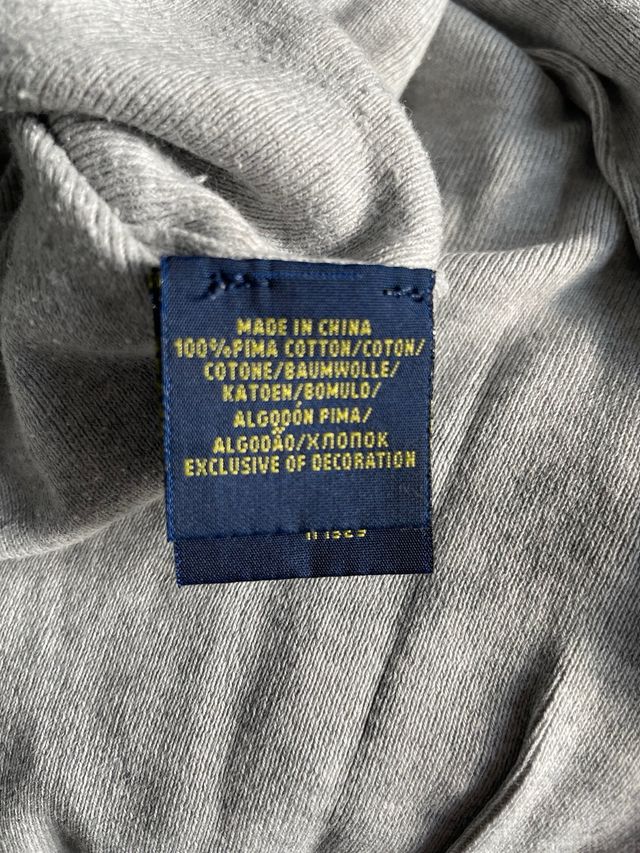 MADE IN CHINA
100%PIMA COTTON/COTON/
COTONE/BAUMWOLLE/
KATOEN/BOMULD/
ALGODÓN PIMA/
ALGODÃO/ХЛОПОК
EXCLUSIVE OF DECORATION